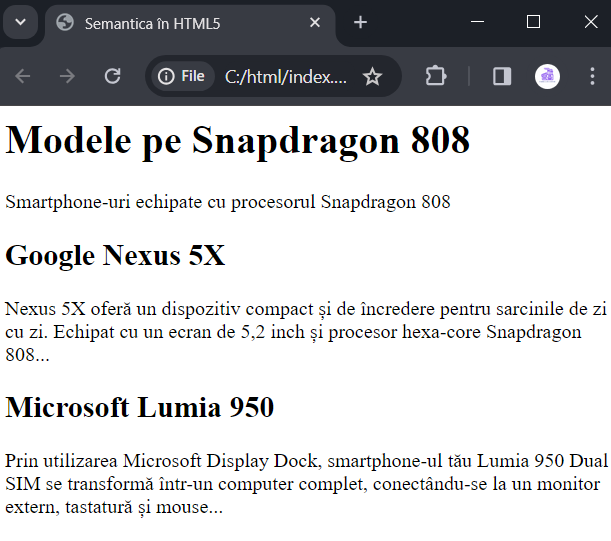 Semantica în HTML5
File C:/html/index....
Modele pe Snapdragon 808
Smartphone-uri echipate cu procesorul Snapdragon 808
Google Nexus 5X
Nexus 5X oferă un dispozitiv compact și de încredere pentru sarcinile de zi
cu zi. Echipat cu un ecran de 5,2 inch și procesor hexa-core Snapdragon
808...
Microsoft Lumia 950
Prin utilizarea Microsoft Display Dock, smartphone-ul tău Lumia 950 Dual
SIM se transformă într-un computer complet, conectându-se la un monitor
extern, tastatură și mouse...